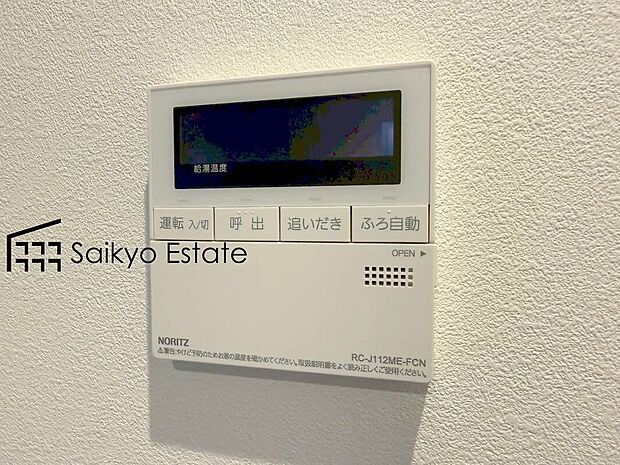 給湯温度
運転 入/切 呼出 追いだき ふろ自動
OPEN ▶
Saikyo Estate
NORITZ
RC-J112ME-FCN
⚠警告:やけど予防のためお湯の温度を確かめてください。取扱説明書をよく読み正しくご使用ください。